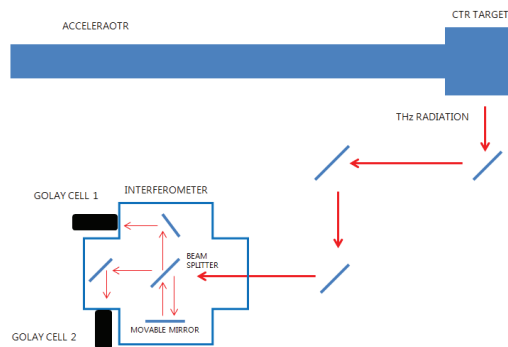 CTR TARGET
ACCELERAOTR
THz RADIATION
INTERFEROMETER
GOLAY CELL 1
BEAM
SPLITTER
MOVABLE MIRROR
GOLAY CELL 2